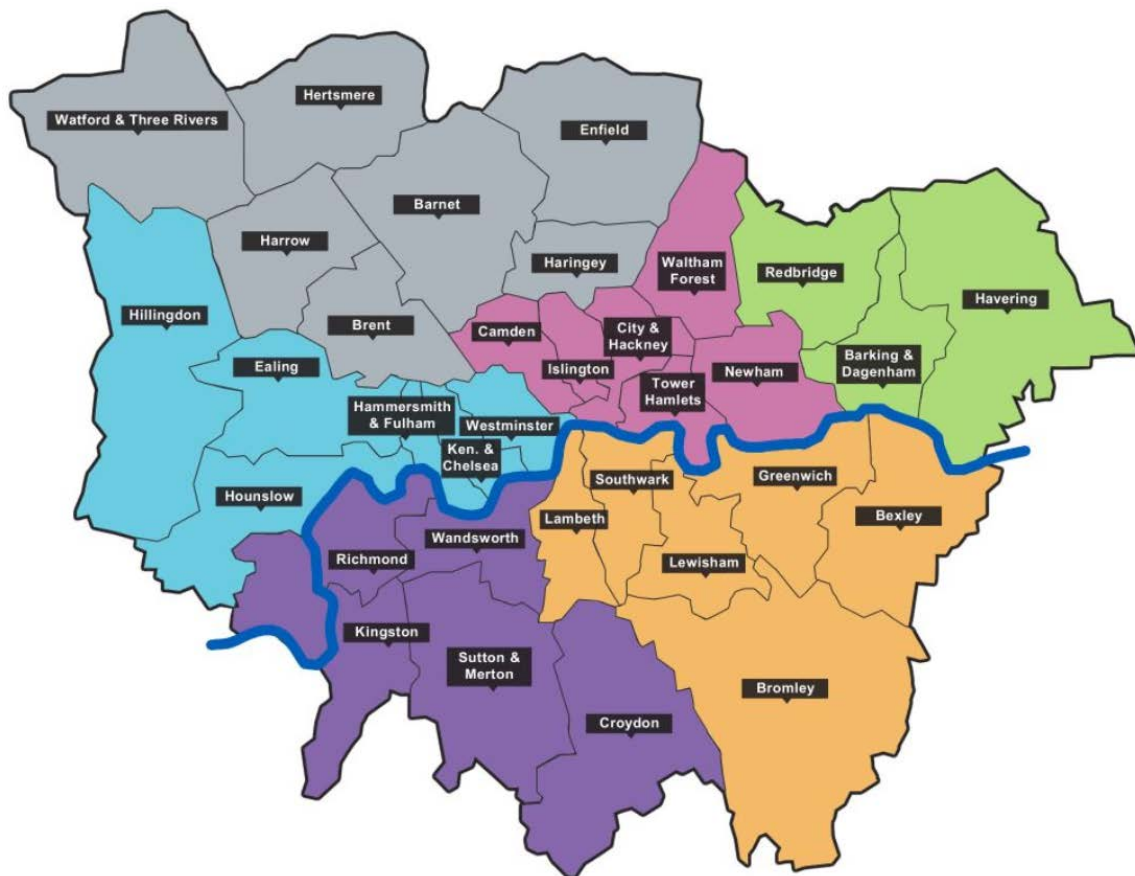 Hertsmere
Watford & Three Rivers
Enfield
Barnet
Harrow
Haringey
Waltham
Forest
Redbridge
Havering
Hillingdon
Brent
Camden
City &
Hackney
Islington
Ealing
Newham
Barking &
Dagenham
Tower
Hamlets
Hammersmith
& Fulham
Westminster
Ken. &
Chelsea
Southwark
Greenwich
Hounslow
Lambeth
Bexley
Wandsworth
Richmond
Lewisham
Kingston
Sutton &
Merton
Bromley
Croydon